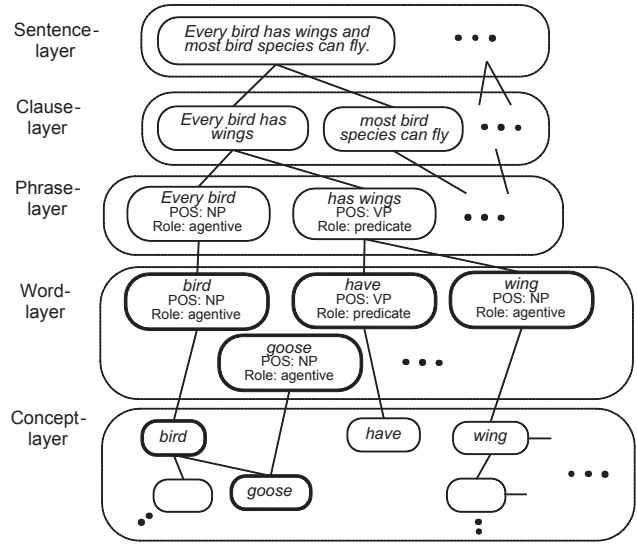 Sentence-
layer
Every bird has wings and
most bird species can fly.
Clause-
layer
Every bird has
wings
most bird
species can fly
Phrase-
layer
Every bird
POS: NP
Role: agentive
has wings
POS: VP
Role: predicate
Word-
layer
bird
POS: NP
Role: agentive
have
POS: VP
Role: predicate
wing
POS: NP
Role: agentive
goose
POS: NP
Role: agentive
Concept-
layer
bird
have
wing
goose